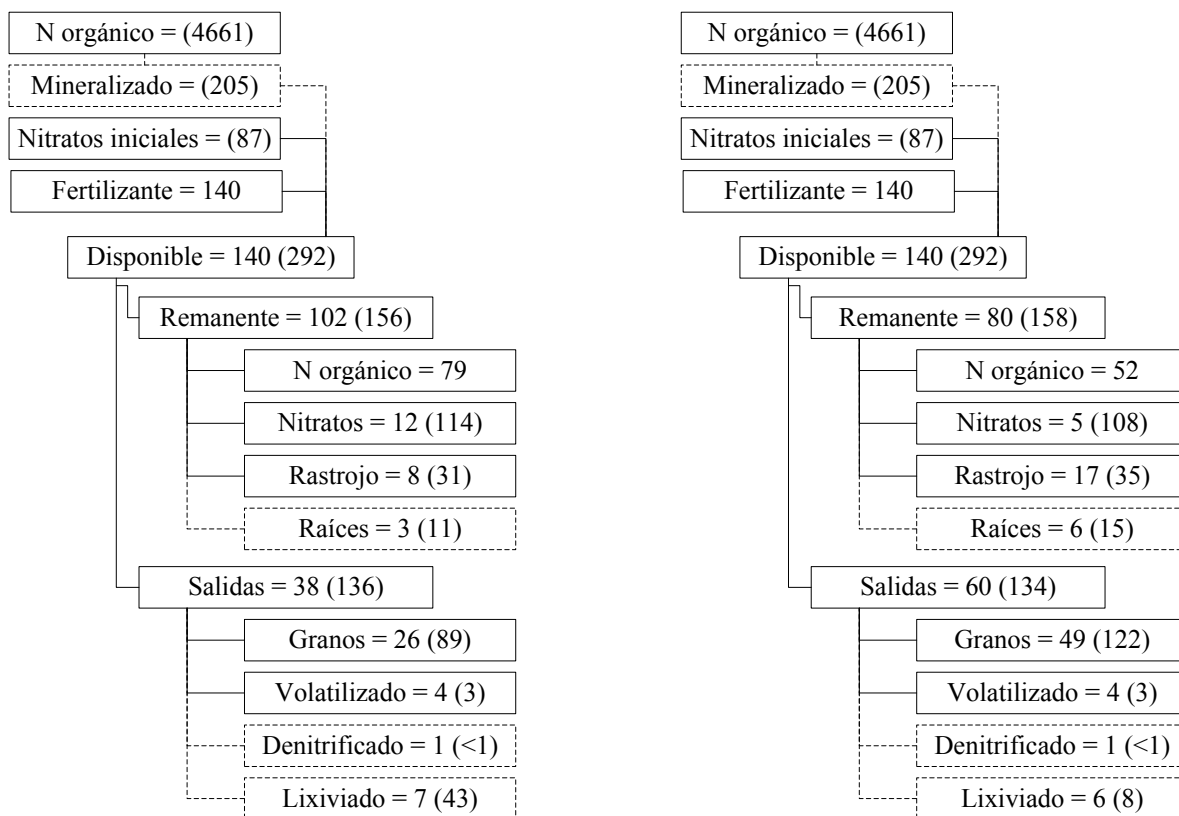 N orgánico = (4661)
Mineralizado = (205)
Nitratos iniciales = (87)
Fertilizante = 140
Disponible = 140 (292)
Remanente = 102 (156)
N orgánico = 79
Nitratos = 12 (114)
Rastrojo = 8 (31)
Raíces = 3 (11)
Salidas = 38 (136)
Granos = 26 (89)
Volatilizado = 4 (3)
Denitrificado = 1 (<1)
Lixiviado = 7 (43)
N orgánico = (4661)
Mineralizado = (205)
Nitratos iniciales = (87)
Fertilizante = 140
Disponible = 140 (292)
Remanente = 80 (158)
N orgánico = 52
Nitratos = 5 (108)
Rastrojo = 17 (35)
Raíces = 6 (15)
Salidas = 60 (134)
Granos = 49 (122)
Volatilizado = 4 (3)
Denitrificado = 1 (<1)
Lixiviado = 6 (8)